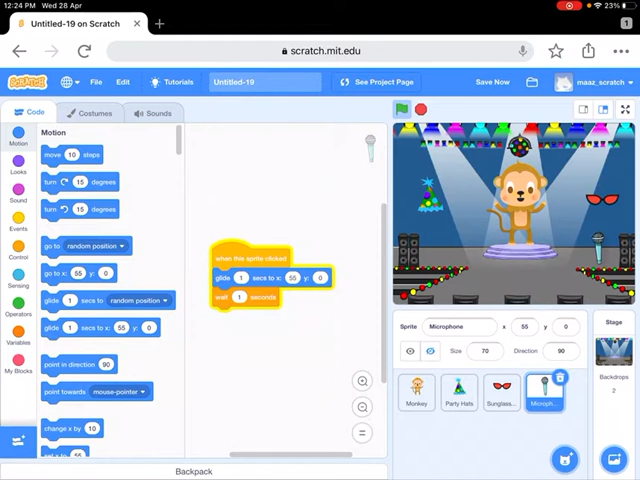 12:24 Wed 28 Apr
23%
Untitled-19 on Scratch
1
scratch.mit.edu
SCRATCH
File
Edit
Tutorials
Untitled-19
See Project Page
Save Now
maaz_scratch
Code
Costumes
Sounds
Motion
Looks
Sound
Events
Control
Sensing
Operators
Variables
My Blocks
Motion
move 10 steps
turn 15 degrees
turn 15 degrees
go to random position
go to x: 55 y: 0
glide 1 secs to random position
glide 1 secs to x: 55 y: 0
point in direction 90
point towards mouse-pointer
change x by 10
set x to 55
when this sprite clicked
glide 1 secs to x: 55 y: 0
wait 1 seconds
Sprite Microphone x 55 y 0
Size 70 Direction 90
Monkey
Party Hats
Sunglass...
Microph...
Stage
Backdrops
2
Backpack